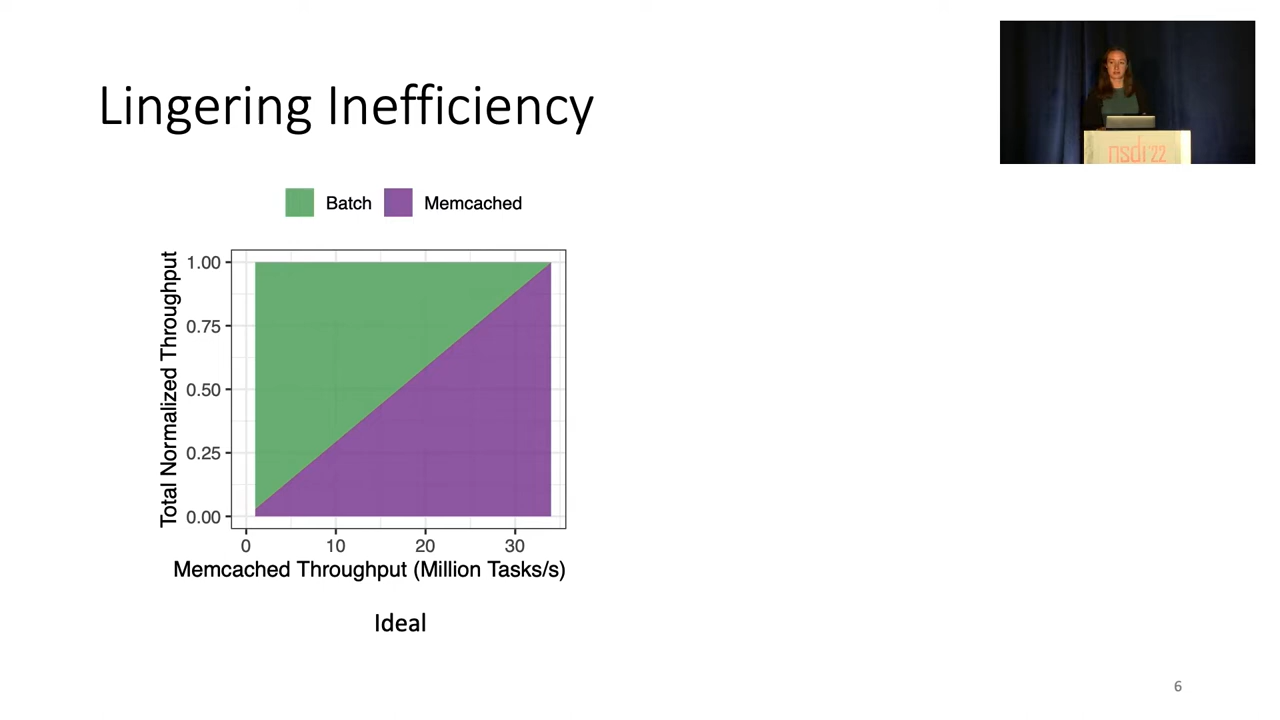 Lingering Inefficiency
nsdi'22
Batch Memcached
Total Normalized Throughput
1.00
0.75
0.50
0.25
0.00
0 10 20 30
Memcached Throughput (Million Tasks/s)
Ideal
6